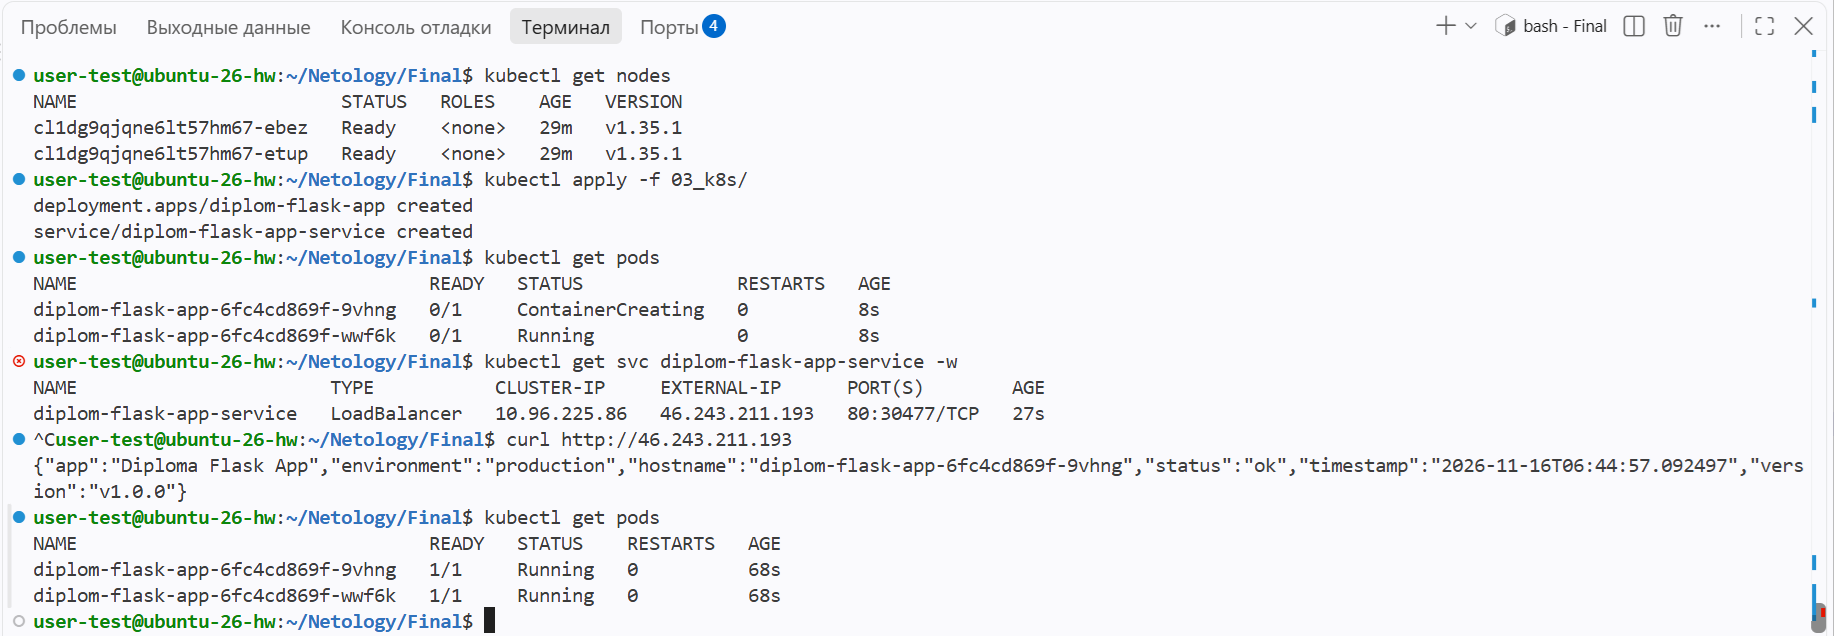 Проблемы Выходные данные Консоль отладки Терминал Порты 4 bash - Final
user-test@ubuntu-26-hw:~/Netology/Final$ kubectl get nodes
NAME STATUS ROLES AGE VERSION
cl1dg9qjqne6lt57hm67-ebez Ready <none> 29m v1.35.1
cl1dg9qjqne6lt57hm67-etup Ready <none> 29m v1.35.1
user-test@ubuntu-26-hw:~/Netology/Final$ kubectl apply -f 03_k8s/
deployment.apps/diplom-flask-app created
service/diplom-flask-app-service created
user-test@ubuntu-26-hw:~/Netology/Final$ kubectl get pods
NAME READY STATUS RESTARTS AGE
diplom-flask-app-6fc4cd869f-9vhng 0/1 ContainerCreating 0 8s
diplom-flask-app-6fc4cd869f-wwf6k 0/1 Running 0 8s
user-test@ubuntu-26-hw:~/Netology/Final$ kubectl get svc diplom-flask-app-service -w
NAME TYPE CLUSTER-IP EXTERNAL-IP PORT(S) AGE
diplom-flask-app-service LoadBalancer 10.96.225.86 46.243.211.193 80:30477/TCP 27s
^Cuser-test@ubuntu-26-hw:~/Netology/Final$ curl http://46.243.211.193
{"app":"Diploma Flask App","environment":"production","hostname":"diplom-flask-app-6fc4cd869f-9vhng","status":"ok","timestamp":"2026-11-16T06:44:57.092497","vers
ion":"v1.0.0"}
user-test@ubuntu-26-hw:~/Netology/Final$ kubectl get pods
NAME READY STATUS RESTARTS AGE
diplom-flask-app-6fc4cd869f-9vhng 1/1 Running 0 68s
diplom-flask-app-6fc4cd869f-wwf6k 1/1 Running 0 68s
user-test@ubuntu-26-hw:~/Netology/Final$